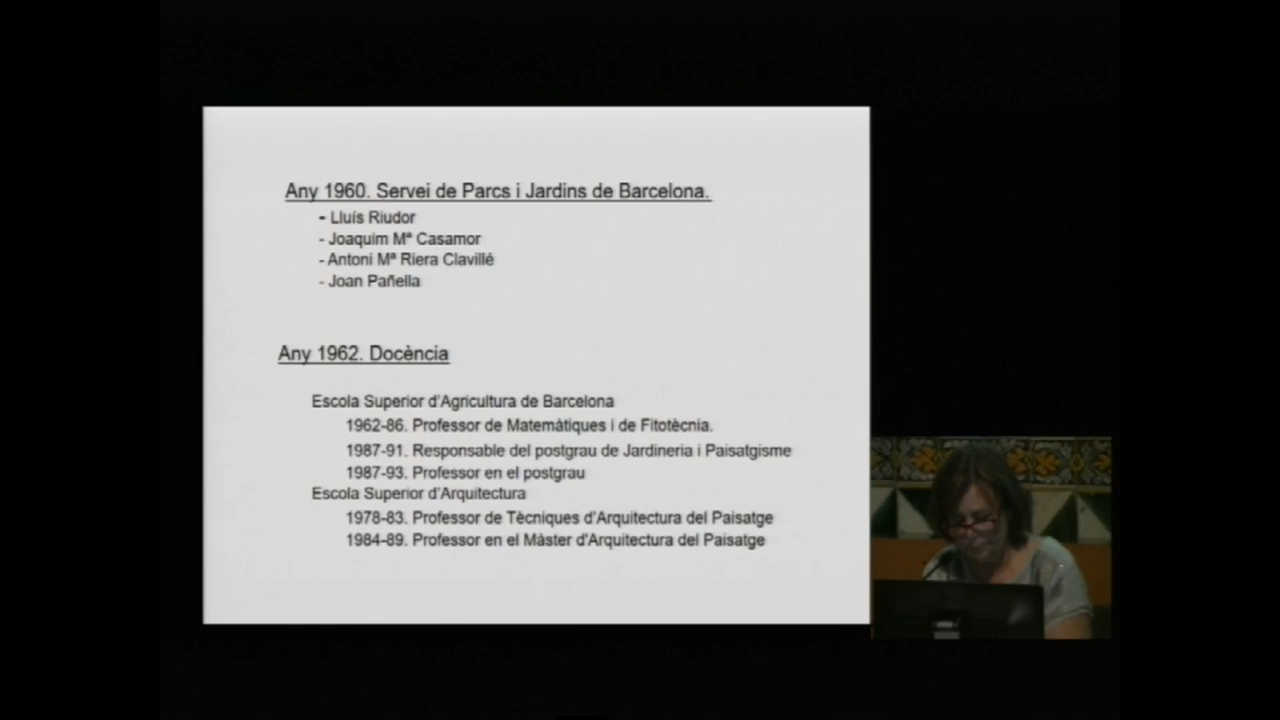 Any 1960. Servei de Parcs i Jardins de Barcelona.
- Lluís Riudor
- Joaquim Mª Casamor
- Antoni Mª Riera Clavillé
- Joan Pañella
Any 1962. Docència
Escola Superior d'Agricultura de Barcelona
1962-86. Professor de Matemàtiques i de Fitotècnia.
1987-91. Responsable del postgrau de Jardineria i Paisatgisme
1987-93. Professor en el postgrau
Escola Superior d'Arquitectura
1978-83. Professor de Tècniques d'Arquitectura del Paisatge
1984-89. Professor en el Màster d'Arquitectura del Paisatge